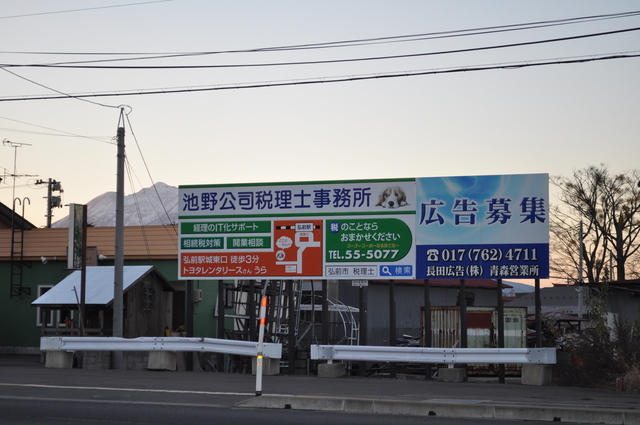 池野公司税理士事務所
経理のIT化サポート
相続税対策
開業相談
弘前駅城東口 徒歩3分
トヨタレンタリースさん うら
弘前駅
税 のことなら
おまかせください
TEL.55-5077
弘前市 税理士
検索
広告募集
☎017(762)4711
長田広告(株)青森営業所